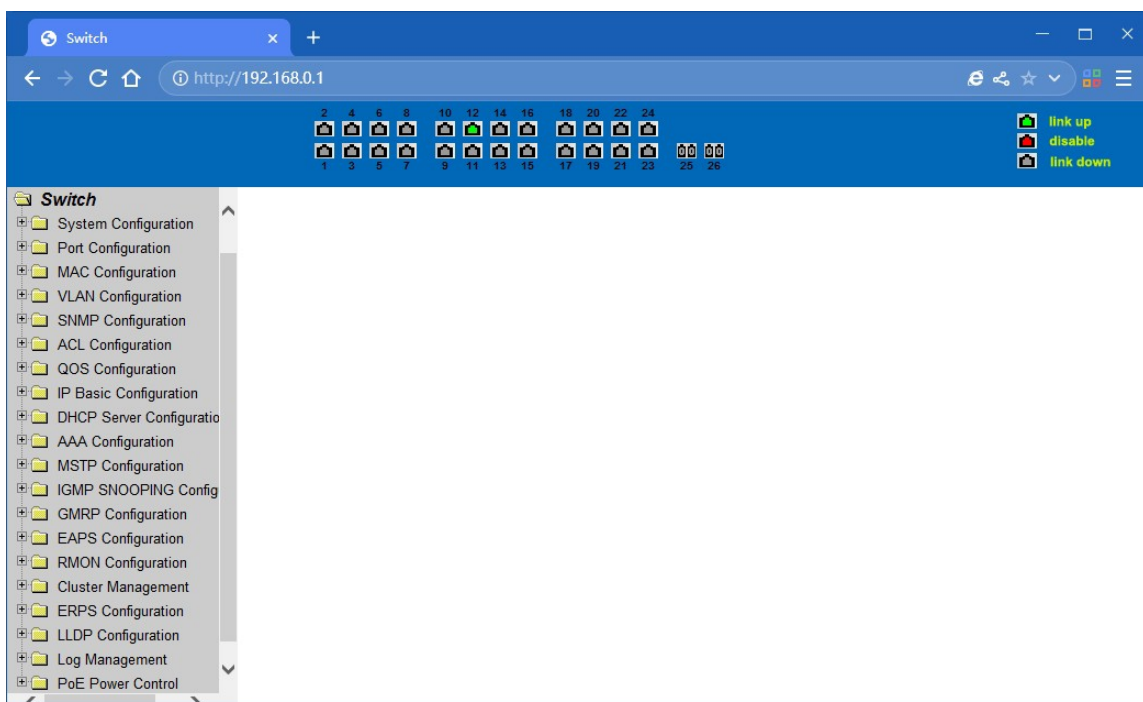 Switch
http://192.168.0.1
2 4 6 8 10 12 14 16 18 20 22 24
1 3 5 7 9 11 13 15 17 19 21 23 25 26
link up
disable
link down
Switch
System Configuration
Port Configuration
MAC Configuration
VLAN Configuration
SNMP Configuration
ACL Configuration
QOS Configuration
IP Basic Configuration
DHCP Server Configuratio
AAA Configuration
MSTP Configuration
IGMP SNOOPING Config
GMRP Configuration
EAPS Configuration
RMON Configuration
Cluster Management
ERPS Configuration
LLDP Configuration
Log Management
PoE Power Control